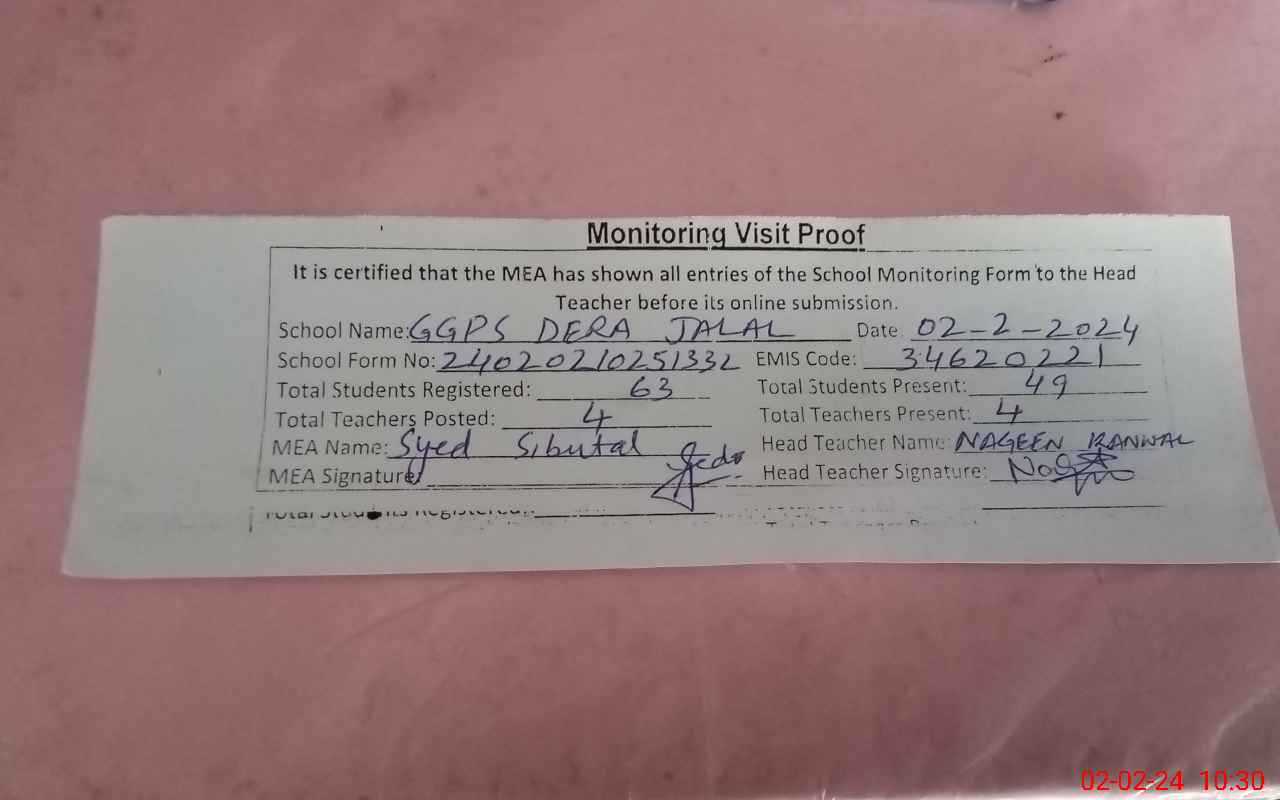 Monitoring Visit Proof
It is certified that the MEA has shown all entries of the School Monitoring Form to the Head
Teacher before its online submission.
School Name: GGPS DERA JALAL Date: 02-2-2024
School Form No: 24020210251332 EMIS Code: 34620221
Total Students Registered: 63 Total Students Present: 49
Total Teachers Posted: 4 Total Teachers Present: 4
MEA Name: Syed Sibutal Head Teacher Name: NAGEEN KANWAL
MEA Signature Head Teacher Signature:
Total Students Registered:
02-02-24 10:30